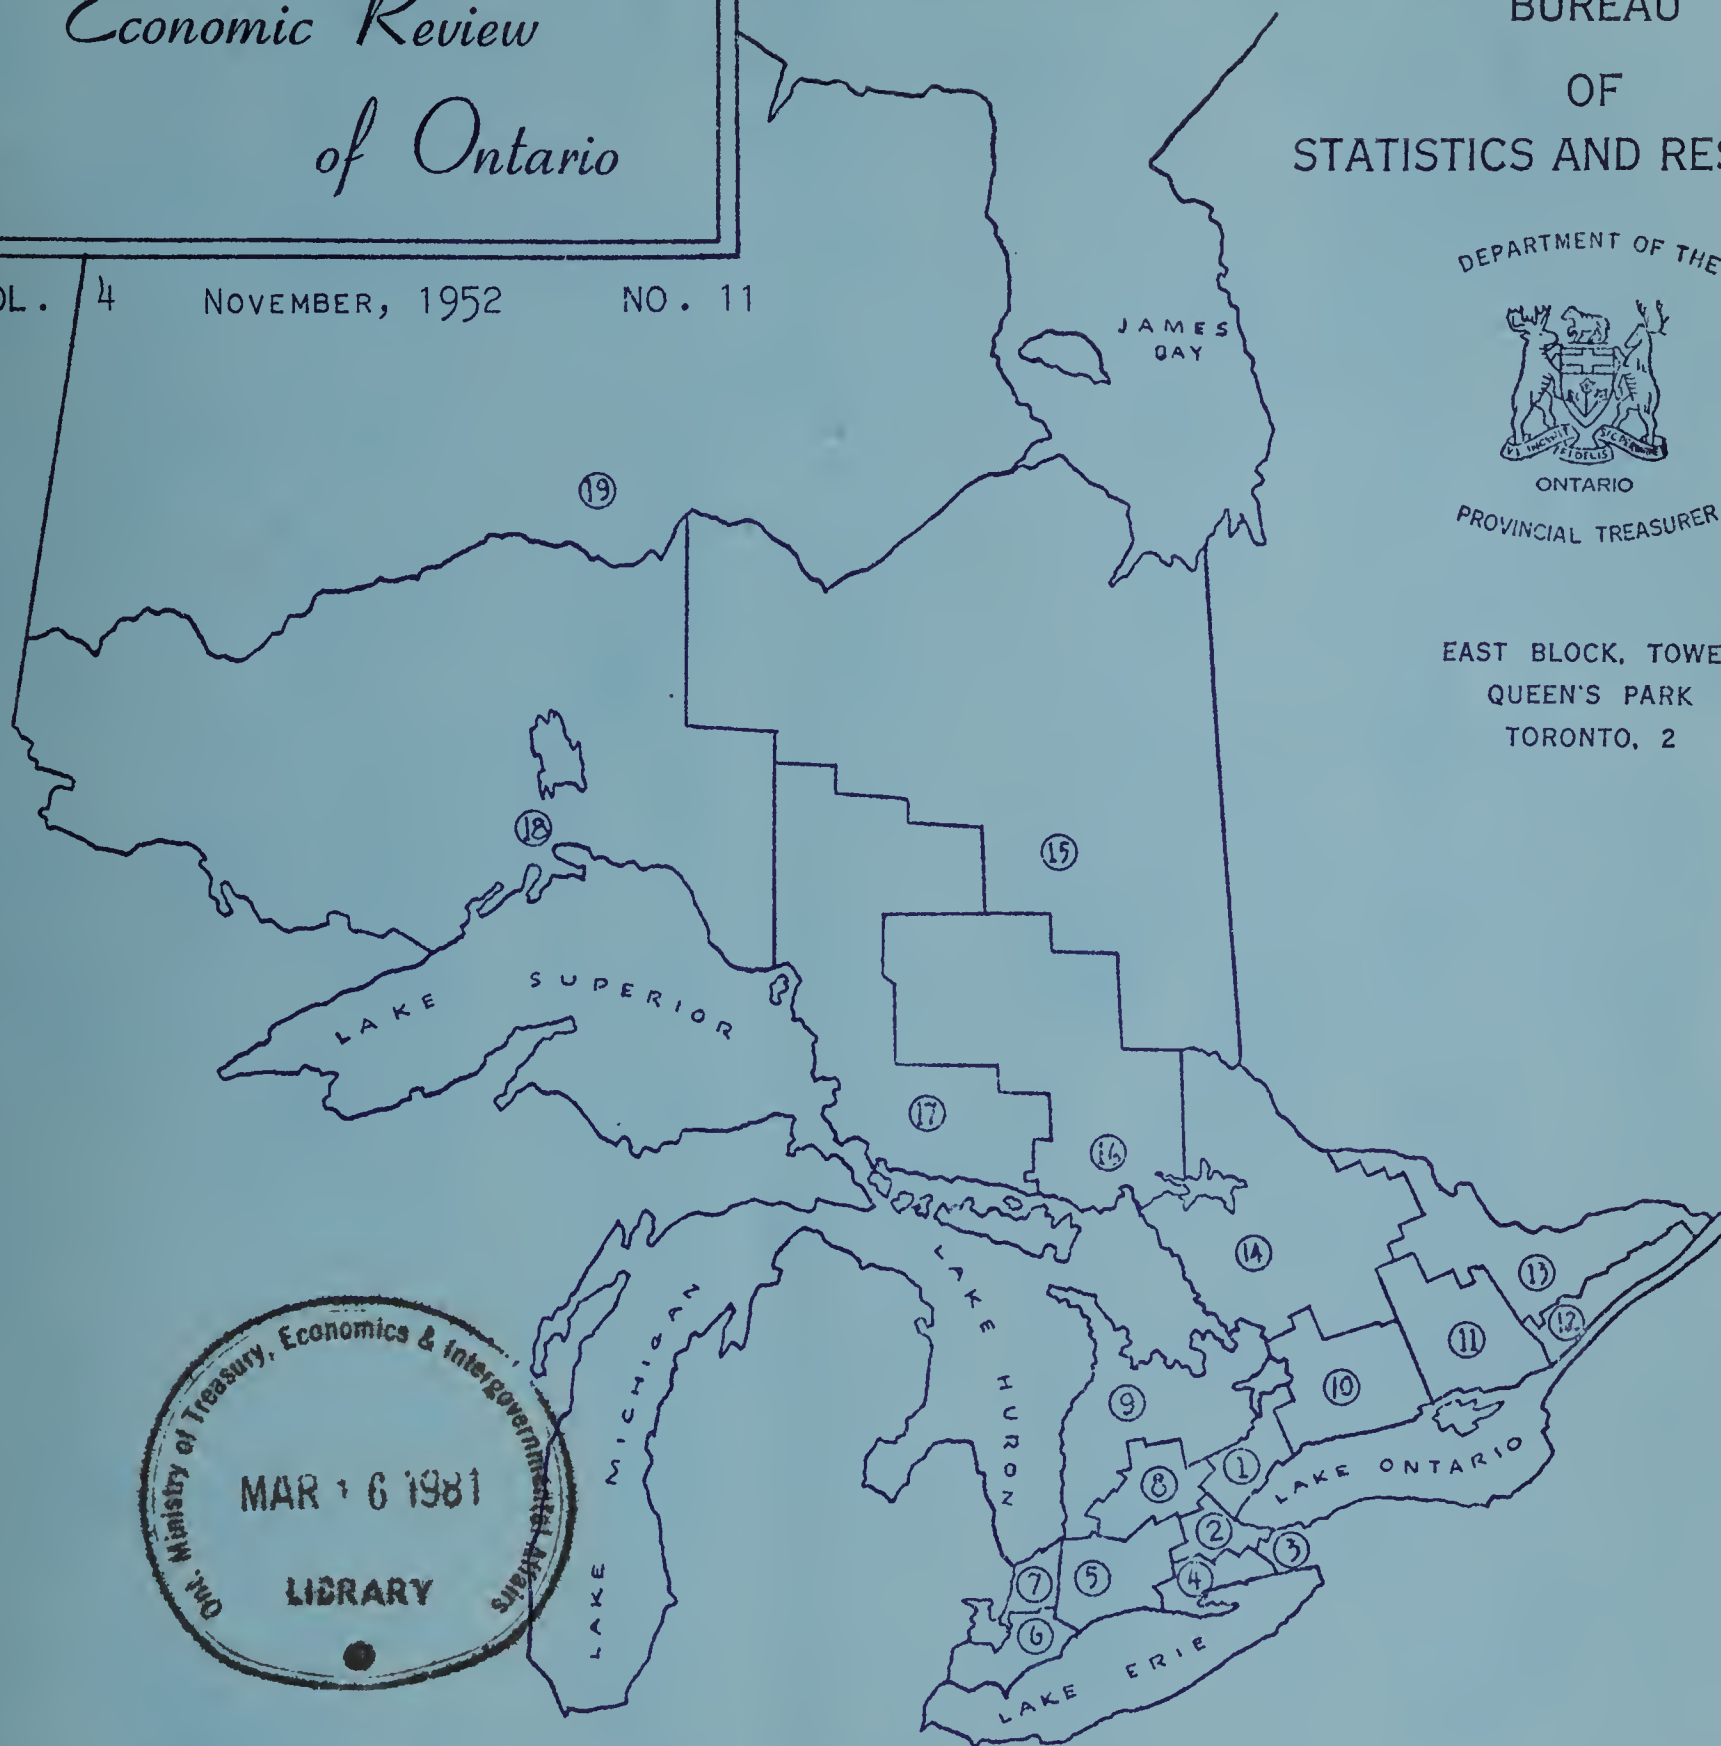 Economic Review
of Ontario
OL. 4 NOVEMBER, 1952 NO. 11
BUREAU
OF
STATISTICS AND RES
DEPARTMENT OF THE
ONTARIO
PROVINCIAL TREASURER
EAST BLOCK, TOWE
QUEEN'S PARK
TORONTO, 2
JAMES
BAY
19
18
15
LAKE SUPERIOR
17
16
14
13
12
11
10
9
8
1
2
3
4
5
7
6
LAKE MICHIGAN
LAKE HURON
LAKE ONTARIO
LAKE ERIE
Ont. Ministry of Treasury, Economics & Intergovernmental Affairs
MAR 16 1981
LIBRARY